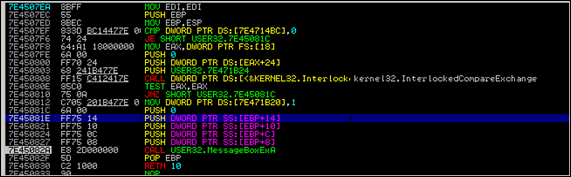 7E4507EA 8BFF MOV EDI,EDI
7E4507EC 55 PUSH EBP
7E4507ED 8BEC MOV EBP,ESP
7E4507EF 833D BC14477E 0 CMP DWORD PTR DS:[7E4714BC],0
7E4507F6 74 24 JE SHORT USER32.7E45081C
7E4507F8 64:A1 18000000 MOV EAX,DWORD PTR FS:[18]
7E4507FE 6A 00 PUSH 0
7E450800 FF70 24 PUSH DWORD PTR DS:[EAX+24]
7E450803 68 241B477E PUSH USER32.7E471B24
7E450808 FF15 C412417E CALL DWORD PTR DS:[<&KERNEL32.Interlock kernel32.InterlockedCompareExchange
7E45080E 85C0 TEST EAX,EAX
7E450810 75 0A JNZ SHORT USER32.7E45081C
7E450812 C705 201B477E 0 MOV DWORD PTR DS:[7E471B20],1
7E45081C 6A 00 PUSH 0
7E45081E FF75 14 PUSH DWORD PTR SS:[EBP+14]
7E450821 FF75 10 PUSH DWORD PTR SS:[EBP+10]
7E450824 FF75 0C PUSH DWORD PTR SS:[EBP+C]
7E450827 FF75 08 PUSH DWORD PTR SS:[EBP+8]
7E45082A E8 2D000000 CALL USER32.MessageBoxExA
7E45082F 5D POP EBP
7E450830 C2 1000 RETN 10
7E450833 90 NOP